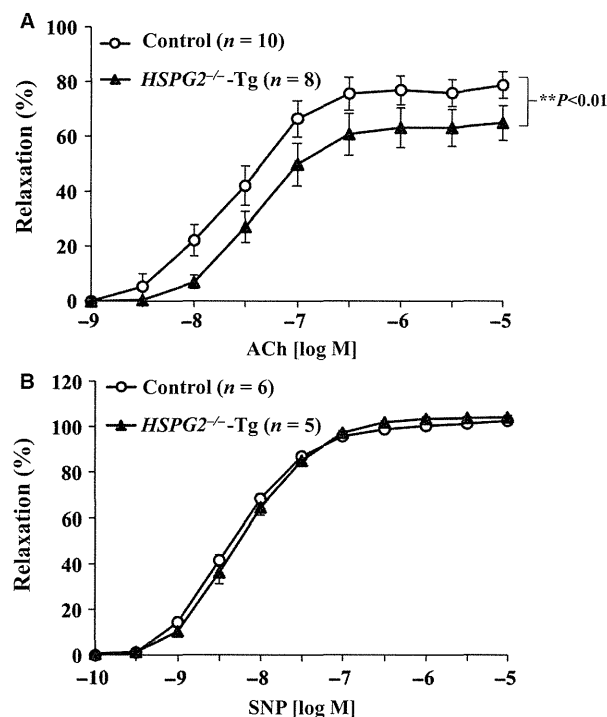 A
100
80
60
40
20
0
Relaxation (%)
Control (n = 10)
HSPG2−/−-Tg (n = 8)
**P<0.01
−9 −8 −7 −6 −5
ACh [log M]
B
120
100
80
60
40
20
0
Relaxation (%)
Control (n = 6)
HSPG2−/−-Tg (n = 5)
−10 −9 −8 −7 −6 −5
SNP [log M]